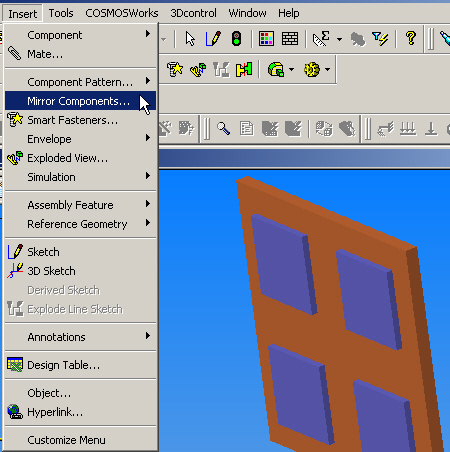 Insert Tools COSMOSWorks 3Dcontrol Window Help
Component
Mate...
Component Pattern...
Mirror Components...
Smart Fasteners...
Envelope
Exploded View...
Simulation
Assembly Feature
Reference Geometry
Sketch
3D Sketch
Derived Sketch
Explode Line Sketch
Annotations
Design Table...
Object...
Hyperlink...
Customize Menu